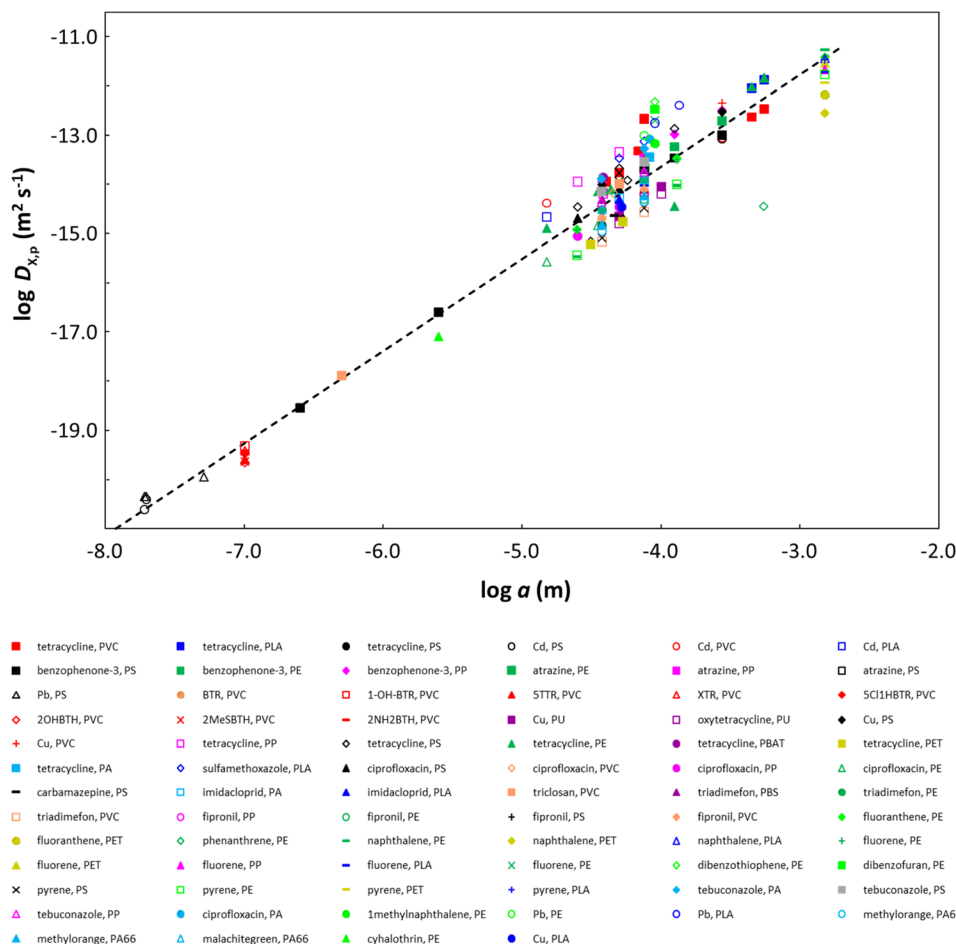 -11.0
-13.0
-15.0
-17.0
-19.0
log Dx,p (m² s⁻¹)
-8.0 -7.0 -6.0 -5.0 -4.0 -3.0 -2.0
log a (m)
tetracycline, PVC tetracycline, PLA tetracycline, PS Cd, PS Cd, PVC Cd, PLA
benzophenone-3, PS benzophenone-3, PE benzophenone-3, PP atrazine, PE atrazine, PP atrazine, PS
Pb, PS BTR, PVC 1-OH-BTR, PVC 5TTR, PVC XTR, PVC 5Cl1HBTR, PVC
2OHBTH, PVC 2MeSBTH, PVC 2NH2BTH, PVC Cu, PU oxytetracycline, PU Cu, PS
Cu, PVC tetracycline, PP tetracycline, PS tetracycline, PE tetracycline, PBAT tetracycline, PET
tetracycline, PA sulfamethoxazole, PLA ciprofloxacin, PS ciprofloxacin, PVC ciprofloxacin, PP ciprofloxacin, PE
carbamazepine, PS imidacloprid, PA imidacloprid, PLA triclosan, PVC triadimefon, PBS triadimefon, PE
triadimefon, PVC fipronil, PP fipronil, PE fipronil, PS fipronil, PVC fluoranthene, PE
fluoranthene, PET phenanthrene, PE naphthalene, PE naphthalene, PET naphthalene, PLA fluorene, PE
fluorene, PET fluorene, PP fluorene, PLA fluorene, PE dibenzothiophene, PE dibenzofuran, PE
pyrene, PS pyrene, PE pyrene, PET pyrene, PLA tebuconazole, PA tebuconazole, PS
tebuconazole, PP ciprofloxacin, PA 1methylnaphthalene, PE Pb, PE Pb, PLA methylorange, PA6
methylorange, PA66 malachitegreen, PA66 cyhalothrin, PE Cu, PLA